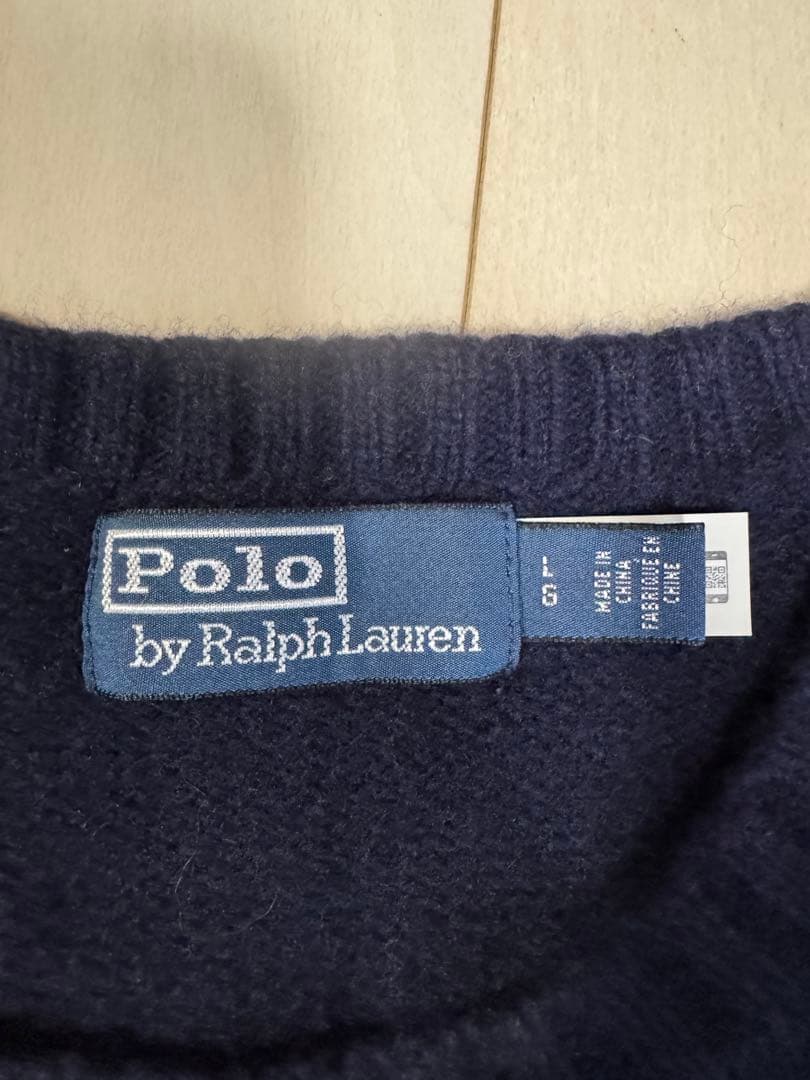 Polo
by Ralph Lauren
L
G
MADE IN
CHINA
FABRIQUÉ EN
CHINE